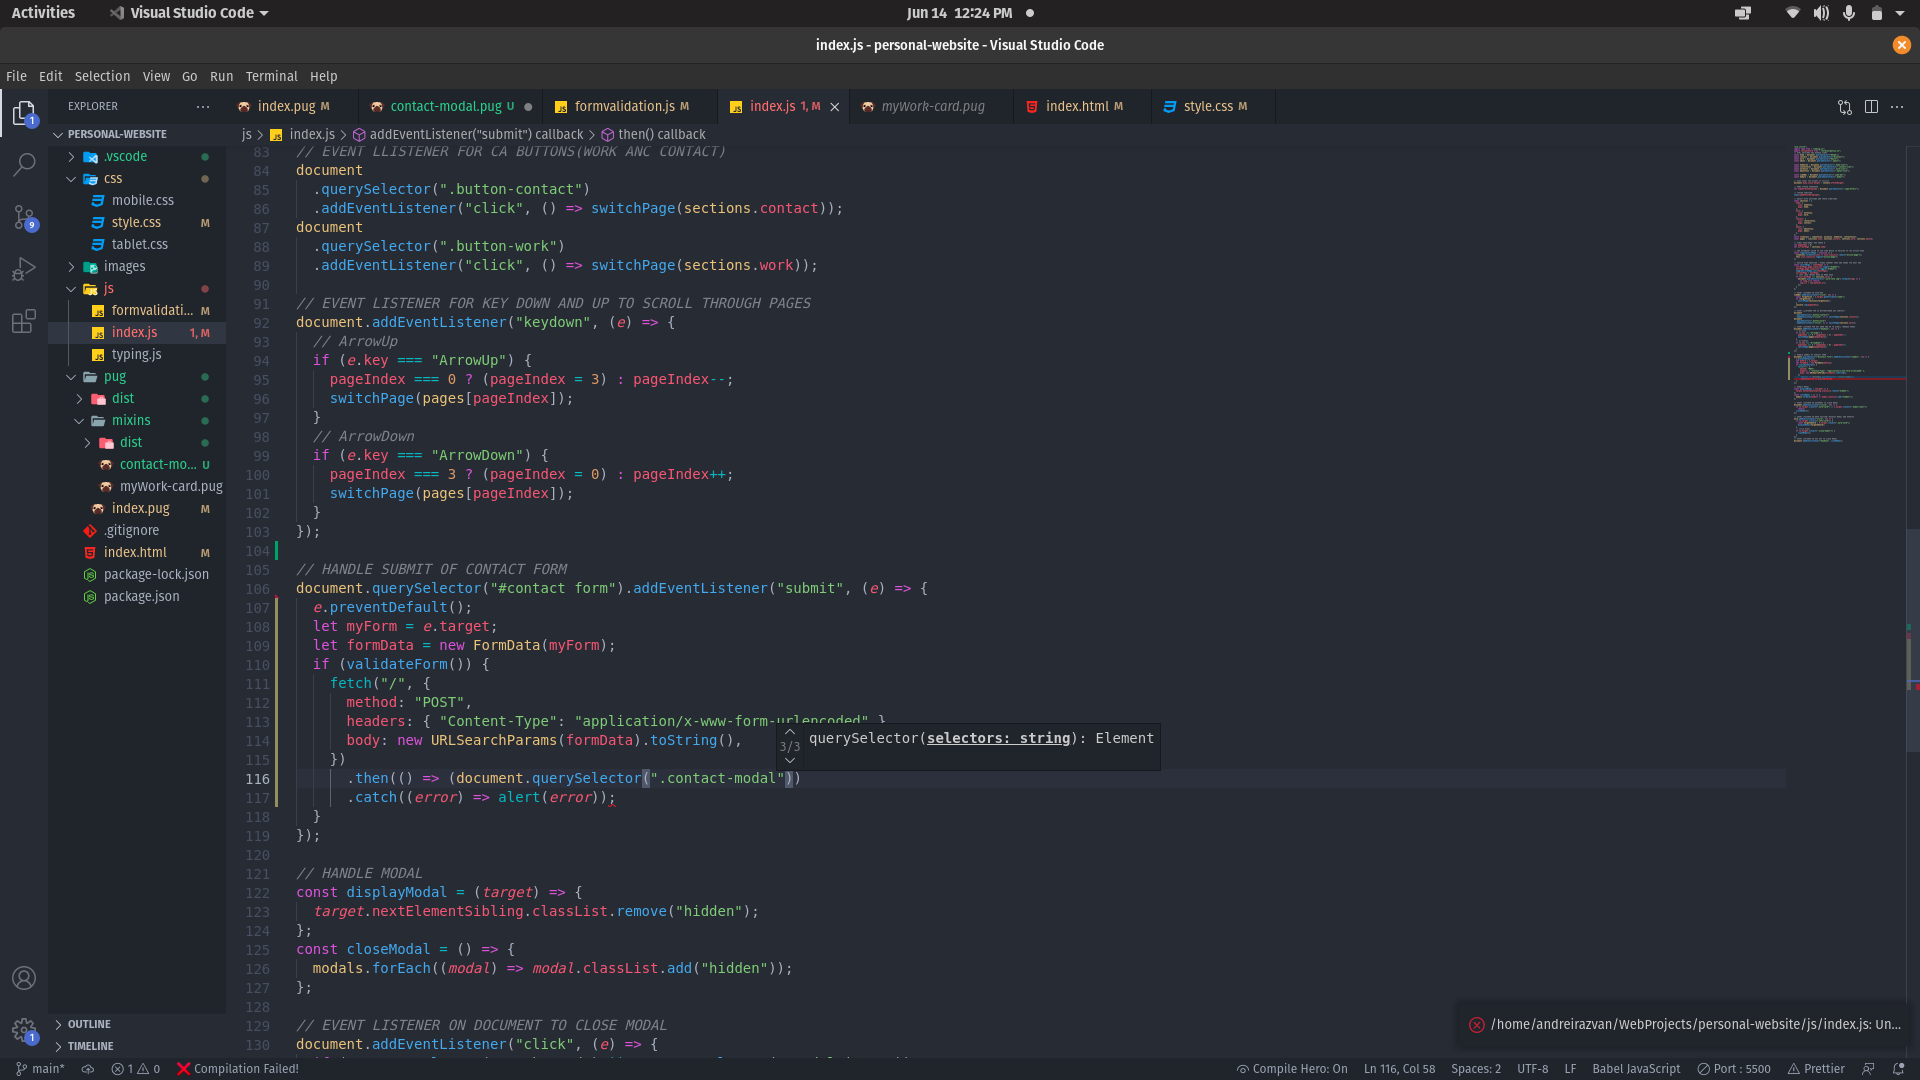 Activities
Visual Studio Code
Jun 14 12:24 PM
index.js - personal-website - Visual Studio Code
File Edit Selection View Go Run Terminal Help
EXPLORER
index.pug M
contact-modal.pug U
formvalidation.js M
index.js 1, M
myWork-card.pug
index.html M
style.css M
PERSONAL-WEBSITE
js > index.js > addEventListener("submit") callback > then() callback
.vscode
css
mobile.css
style.css M
tablet.css
images
js
formvalidati... M
index.js 1, M
typing.js
pug
dist
mixins
dist
contact-mo... U
myWork-card.pug
index.pug M
.gitignore
index.html M
package-lock.json
package.json
OUTLINE
TIMELINE
1
9
1
83 // EVENT LLISTENER FOR CA BUTTONS(WORK ANC CONTACT)
84 document
85 .querySelector(".button-contact")
86 .addEventListener("click", () => switchPage(sections.contact));
87 document
88 .querySelector(".button-work")
89 .addEventListener("click", () => switchPage(sections.work));
90
91 // EVENT LISTENER FOR KEY DOWN AND UP TO SCROLL THROUGH PAGES
92 document.addEventListener("keydown", (e) => {
93 // ArrowUp
94 if (e.key === "ArrowUp") {
95 pageIndex === 0 ? (pageIndex = 3) : pageIndex--;
96 switchPage(pages[pageIndex]);
97 }
98 // ArrowDown
99 if (e.key === "ArrowDown") {
100 pageIndex === 3 ? (pageIndex = 0) : pageIndex++;
101 switchPage(pages[pageIndex]);
102 }
103 });
104
105 // HANDLE SUBMIT OF CONTACT FORM
106 document.querySelector("#contact form").addEventListener("submit", (e) => {
107 e.preventDefault();
108 let myForm = e.target;
109 let formData = new FormData(myForm);
110 if (validateForm()) {
111 fetch("/", {
112 method: "POST",
113 headers: { "Content-Type": "application/x-www-form-urlencoded" }
114 body: new URLSearchParams(formData).toString(),
3/3 querySelector(selectors: string): Element
115 })
116 .then(() => (document.querySelector(".contact-modal"))
117 .catch((error) => alert(error));
118 }
119 });
120
121 // HANDLE MODAL
122 const displayModal = (target) => {
123 target.nextElementSibling.classList.remove("hidden");
124 };
125 const closeModal = () => {
126 modals.forEach((modal) => modal.classList.add("hidden"));
127 };
128
129 // EVENT LISTENER ON DOCUMENT TO CLOSE MODAL
130 document.addEventListener("click", (e) => {
/home/andreirazvan/WebProjects/personal-website/js/index.js: Un...
main* 1 0 Compilation Failed!
Compile Hero: On Ln 116, Col 58 Spaces: 2 UTF-8 LF Babel JavaScript Port : 5500 Prettier